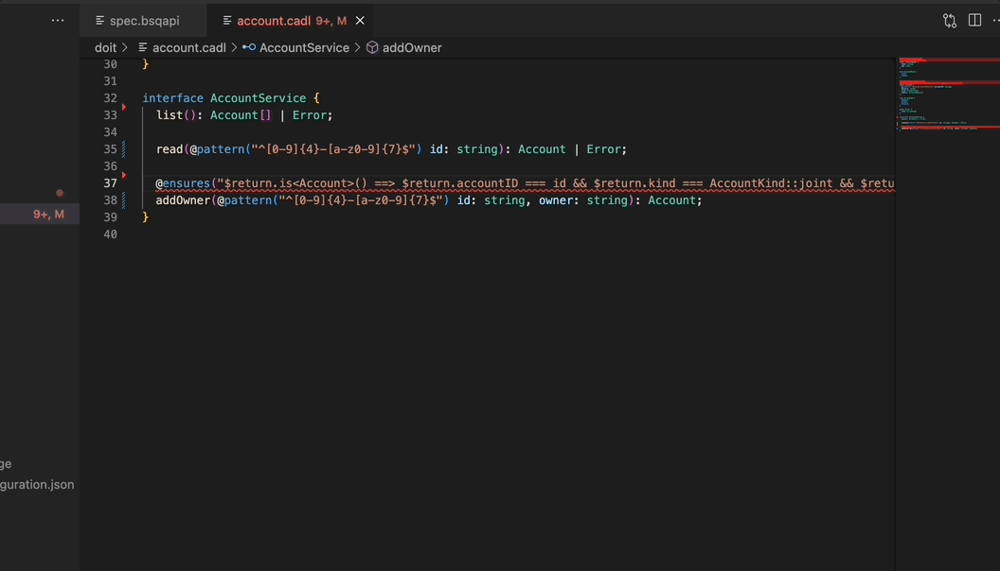 spec.bsqapi
account.cadl 9+, M
doit > account.cadl > AccountService > addOwner
30 }
31
32 interface AccountService {
33 list(): Account[] | Error;
34
35 read(@pattern("^[0-9]{4}-[a-z0-9]{7}$") id: string): Account | Error;
36
37 @ensures("$return.is<Account>() ==> $return.accountID === id && $return.kind === AccountKind::joint && $retu
38 addOwner(@pattern("^[0-9]{4}-[a-z0-9]{7}$") id: string, owner: string): Account;
39 }
40
9+, M
ge
guration.json